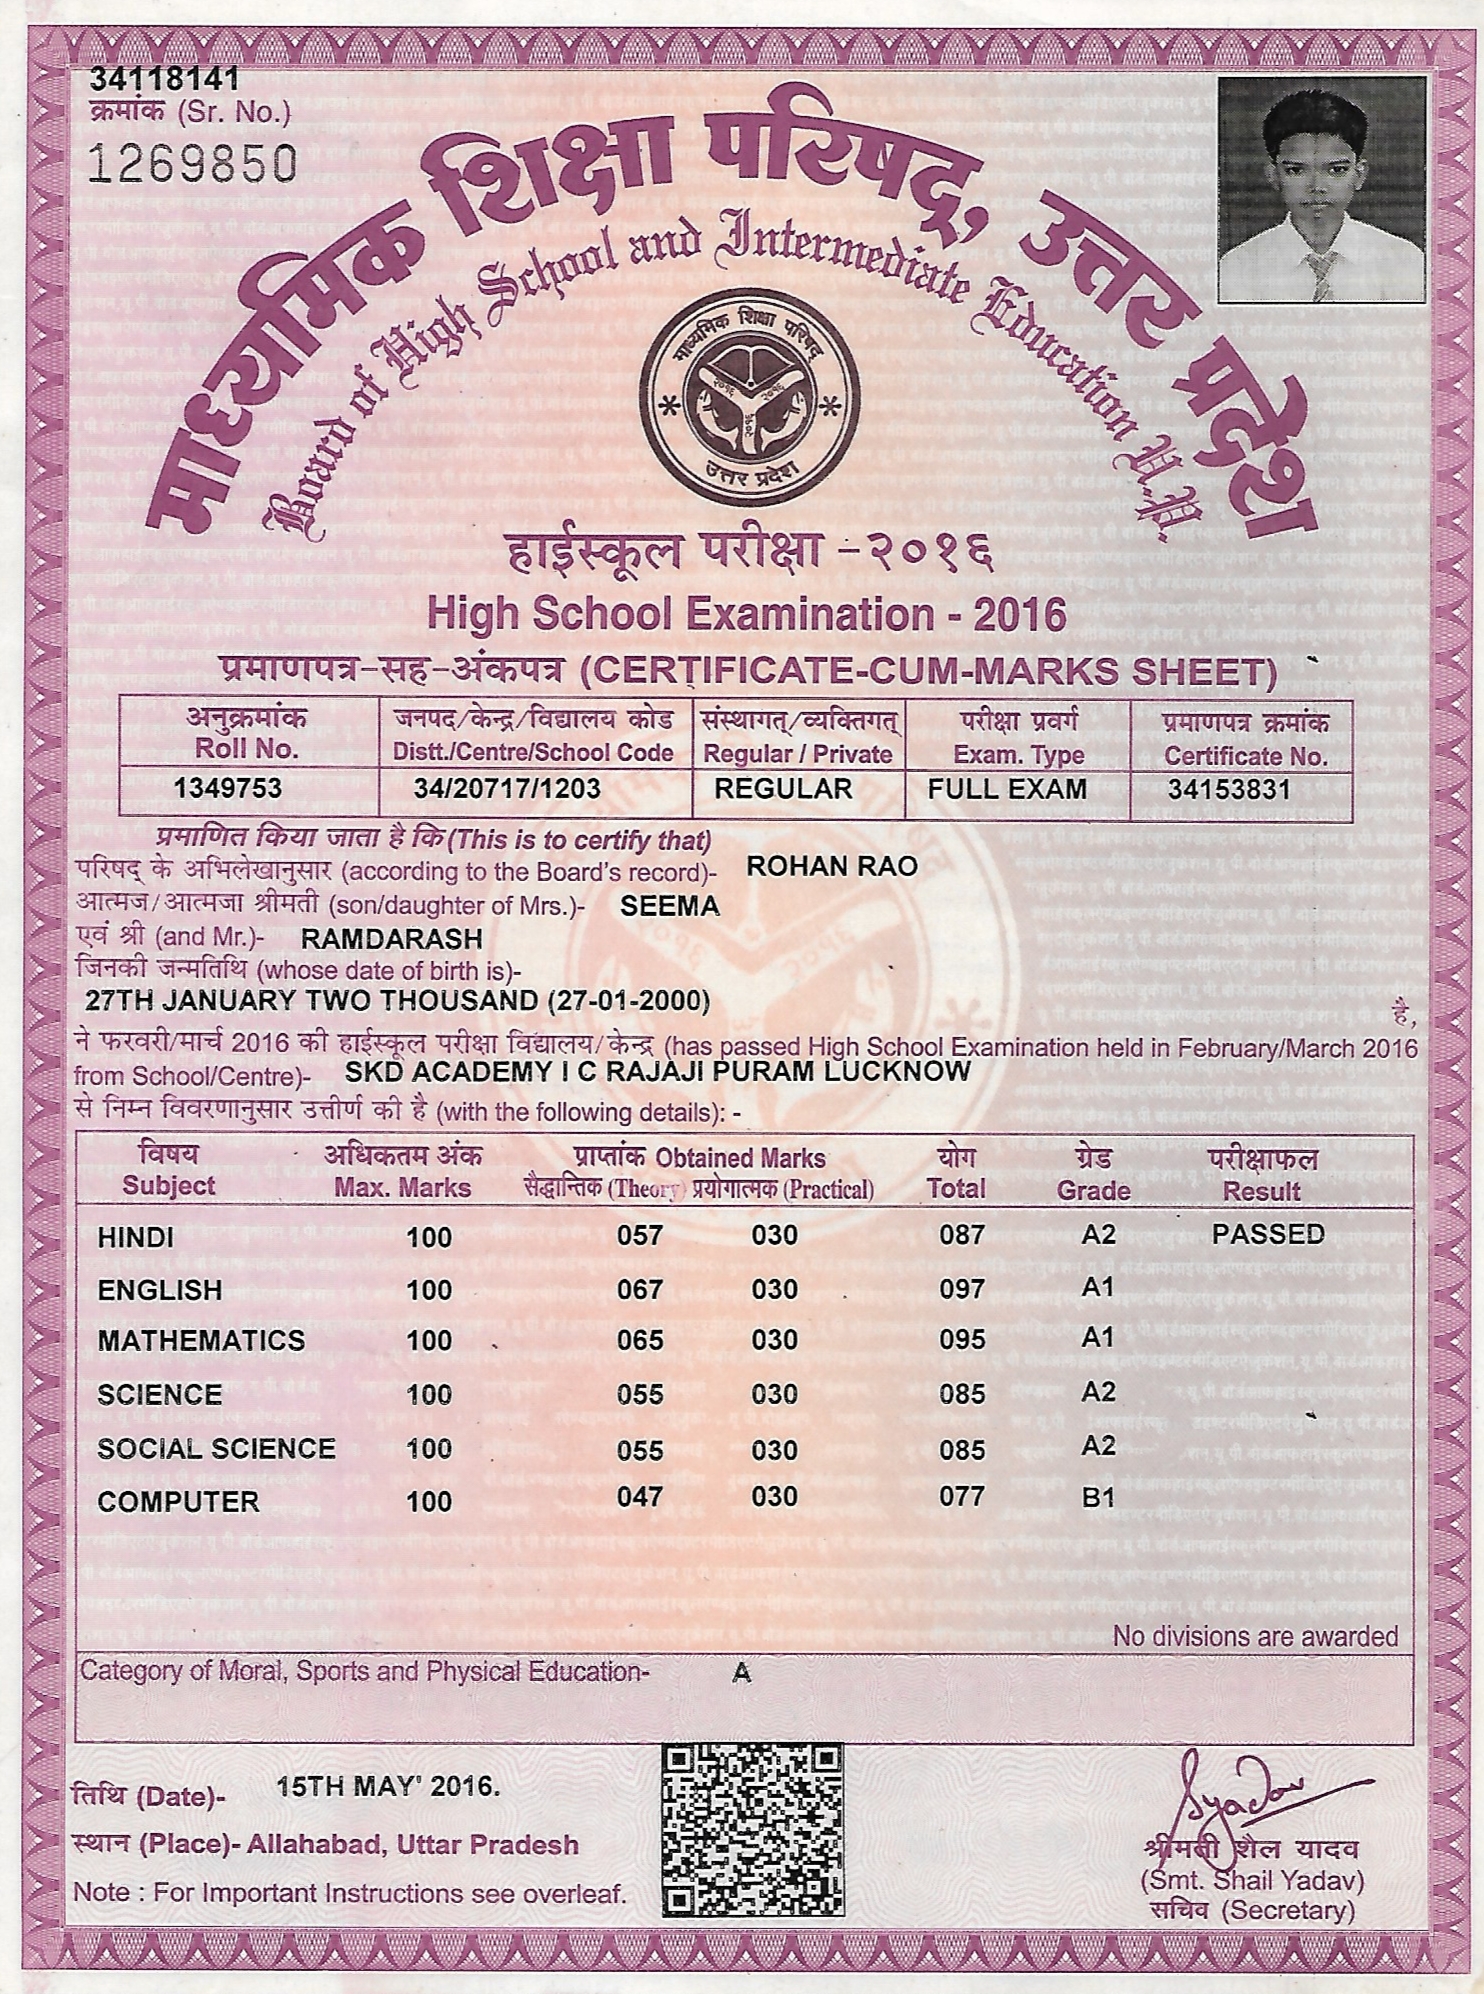 34118141
क्रमांक (Sr. No.)
1269850
माध्यमिक शिक्षा परिषद्, उत्तर प्रदेश
Board of High School and Intermediate Education U.P.
माध्यमिक शिक्षा परिषद्
उत्तर प्रदेश
हाईस्कूल परीक्षा -२०१६
High School Examination - 2016
प्रमाणपत्र-सह-अंकपत्र (CERTIFICATE-CUM-MARKS SHEET)
अनुक्रमांक जनपद/केन्द्र/विद्यालय कोड संस्थागत्/व्यक्तिगत् परीक्षा प्रवर्ग प्रमाणपत्र क्रमांक
Roll No. Distt./Centre/School Code Regular / Private Exam. Type Certificate No.
1349753 34/20717/1203 REGULAR FULL EXAM 34153831
प्रमाणित किया जाता है कि (This is to certify that)
परिषद् के अभिलेखानुसार (according to the Board's record)- ROHAN RAO
आत्मज/आत्मजा श्रीमती (son/daughter of Mrs.)- SEEMA
एवं श्री (and Mr.)- RAMDARASH
जिनकी जन्मतिथि (whose date of birth is)-
27TH JANUARY TWO THOUSAND (27-01-2000) है,
ने फरवरी/मार्च 2016 की हाईस्कूल परीक्षा विद्यालय/केन्द्र (has passed High School Examination held in February/March 2016
from School/Centre)- SKD ACADEMY I C RAJAJI PURAM LUCKNOW
से निम्न विवरणानुसार उत्तीर्ण की है (with the following details): -
विषय अधिकतम अंक प्राप्तांक Obtained Marks योग ग्रेड परीक्षाफल
Subject Max. Marks सैद्धान्तिक (Theory) प्रयोगात्मक (Practical) Total Grade Result
HINDI 100 057 030 087 A2 PASSED
ENGLISH 100 067 030 097 A1
MATHEMATICS 100 065 030 095 A1
SCIENCE 100 055 030 085 A2
SOCIAL SCIENCE 100 055 030 085 A2
COMPUTER 100 047 030 077 B1
No divisions are awarded
Category of Moral, Sports and Physical Education- A
तिथि (Date)- 15TH MAY' 2016.
स्थान (Place)- Allahabad, Uttar Pradesh
Note : For Important Instructions see overleaf.
Syadav
श्रीमती शैल यादव
(Smt. Shail Yadav)
सचिव (Secretary)